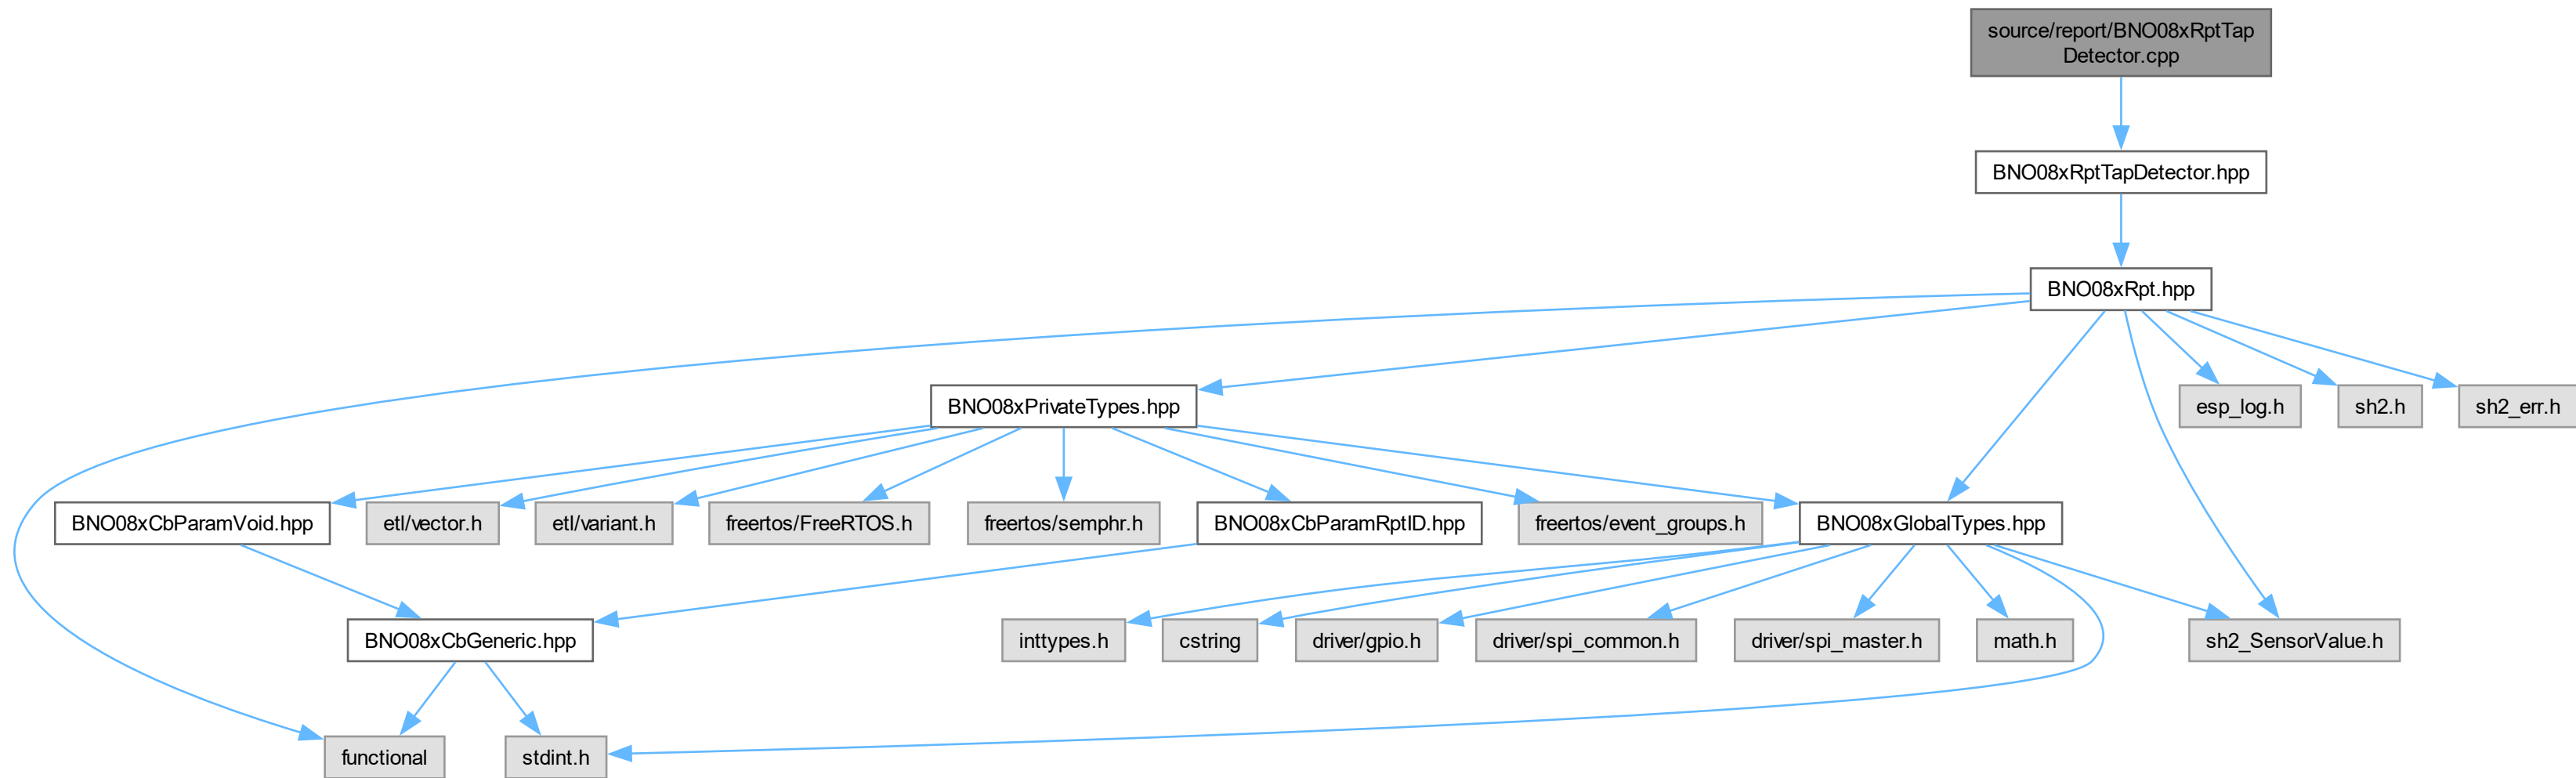 source/report/BNO08xRptTap
Detector.cpp
BNO08xRptTapDetector.hpp
BNO08xRpt.hpp
BNO08xPrivateTypes.hpp
esp_log.h
sh2.h
sh2_err.h
BNO08xCbParamVoid.hpp
etl/vector.h
etl/variant.h
freertos/FreeRTOS.h
freertos/semphr.h
BNO08xCbParamRptID.hpp
freertos/event_groups.h
BNO08xGlobalTypes.hpp
BNO08xCbGeneric.hpp
inttypes.h
cstring
driver/gpio.h
driver/spi_common.h
driver/spi_master.h
math.h
sh2_SensorValue.h
functional
stdint.h